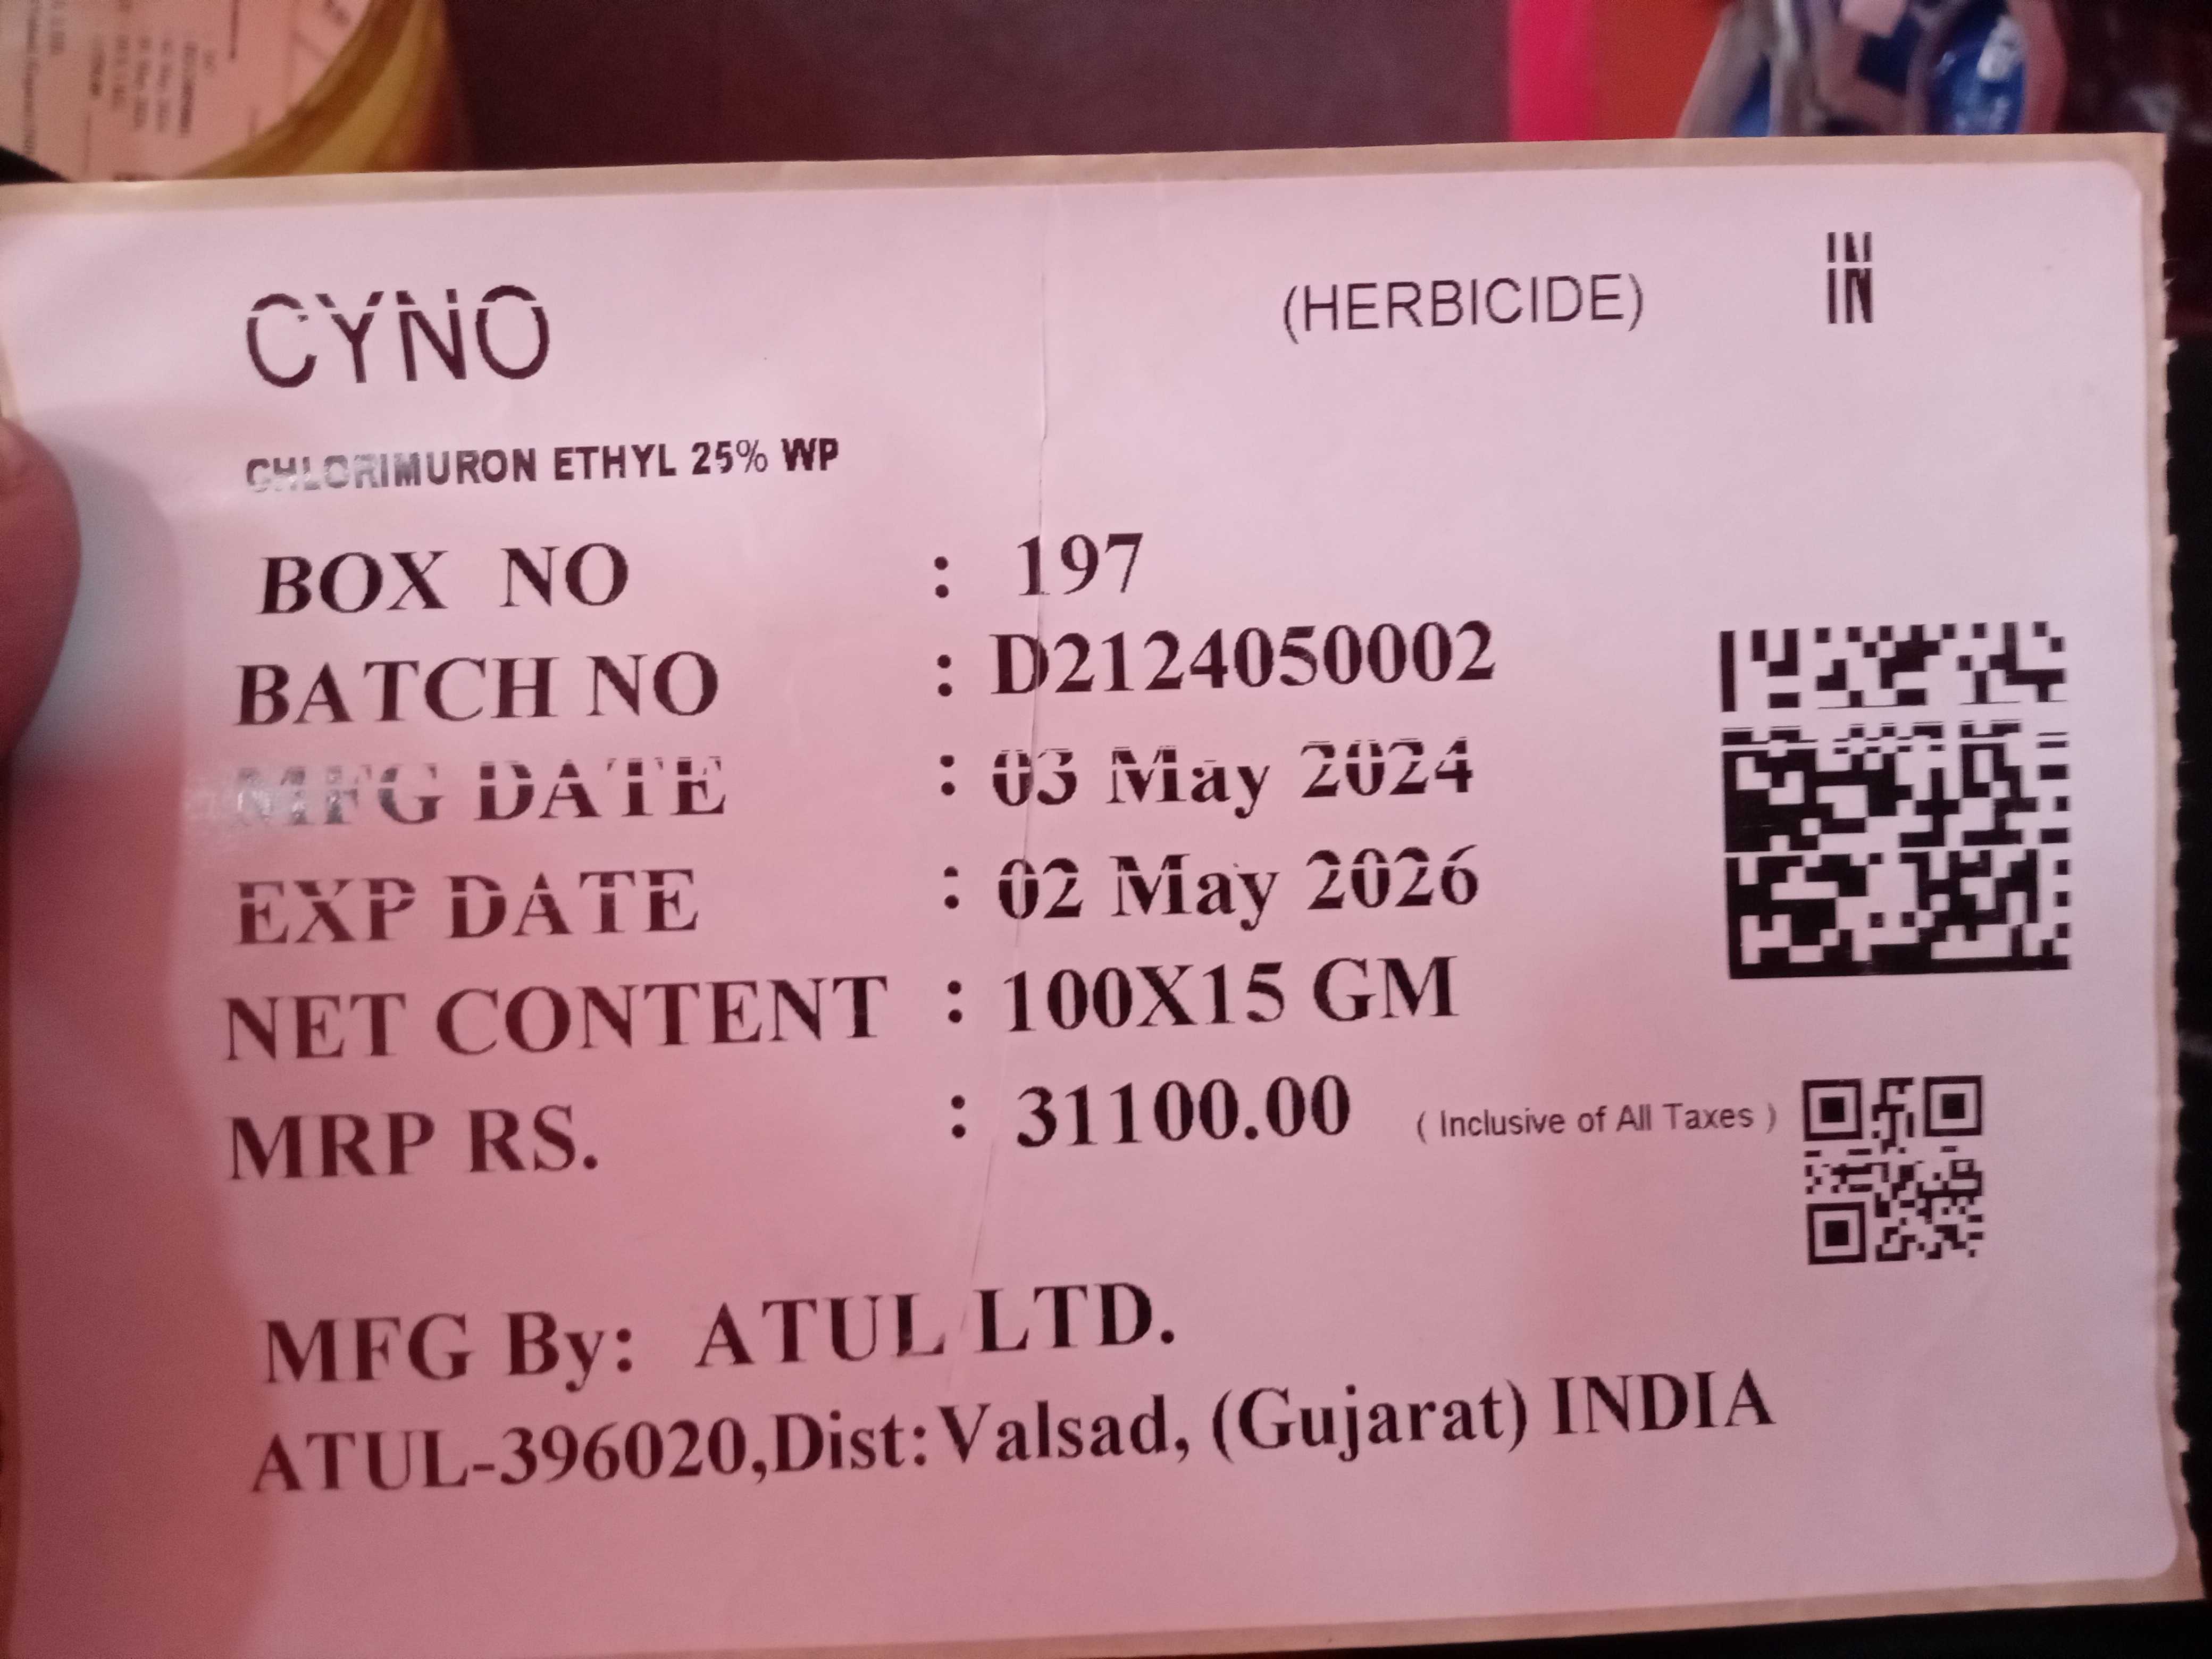 CYNO (HERBICIDE) IN
CHLORIMURON ETHYL 25% WP
BOX NO : 197
BATCH NO : D2124050002
MFG DATE : 03 May 2024
EXP DATE : 02 May 2026
NET CONTENT : 100X15 GM
MRP RS. : 31100.00 ( Inclusive of All Taxes )
MFG By: ATUL LTD.
ATUL-396020,Dist:Valsad, (Gujarat) INDIA